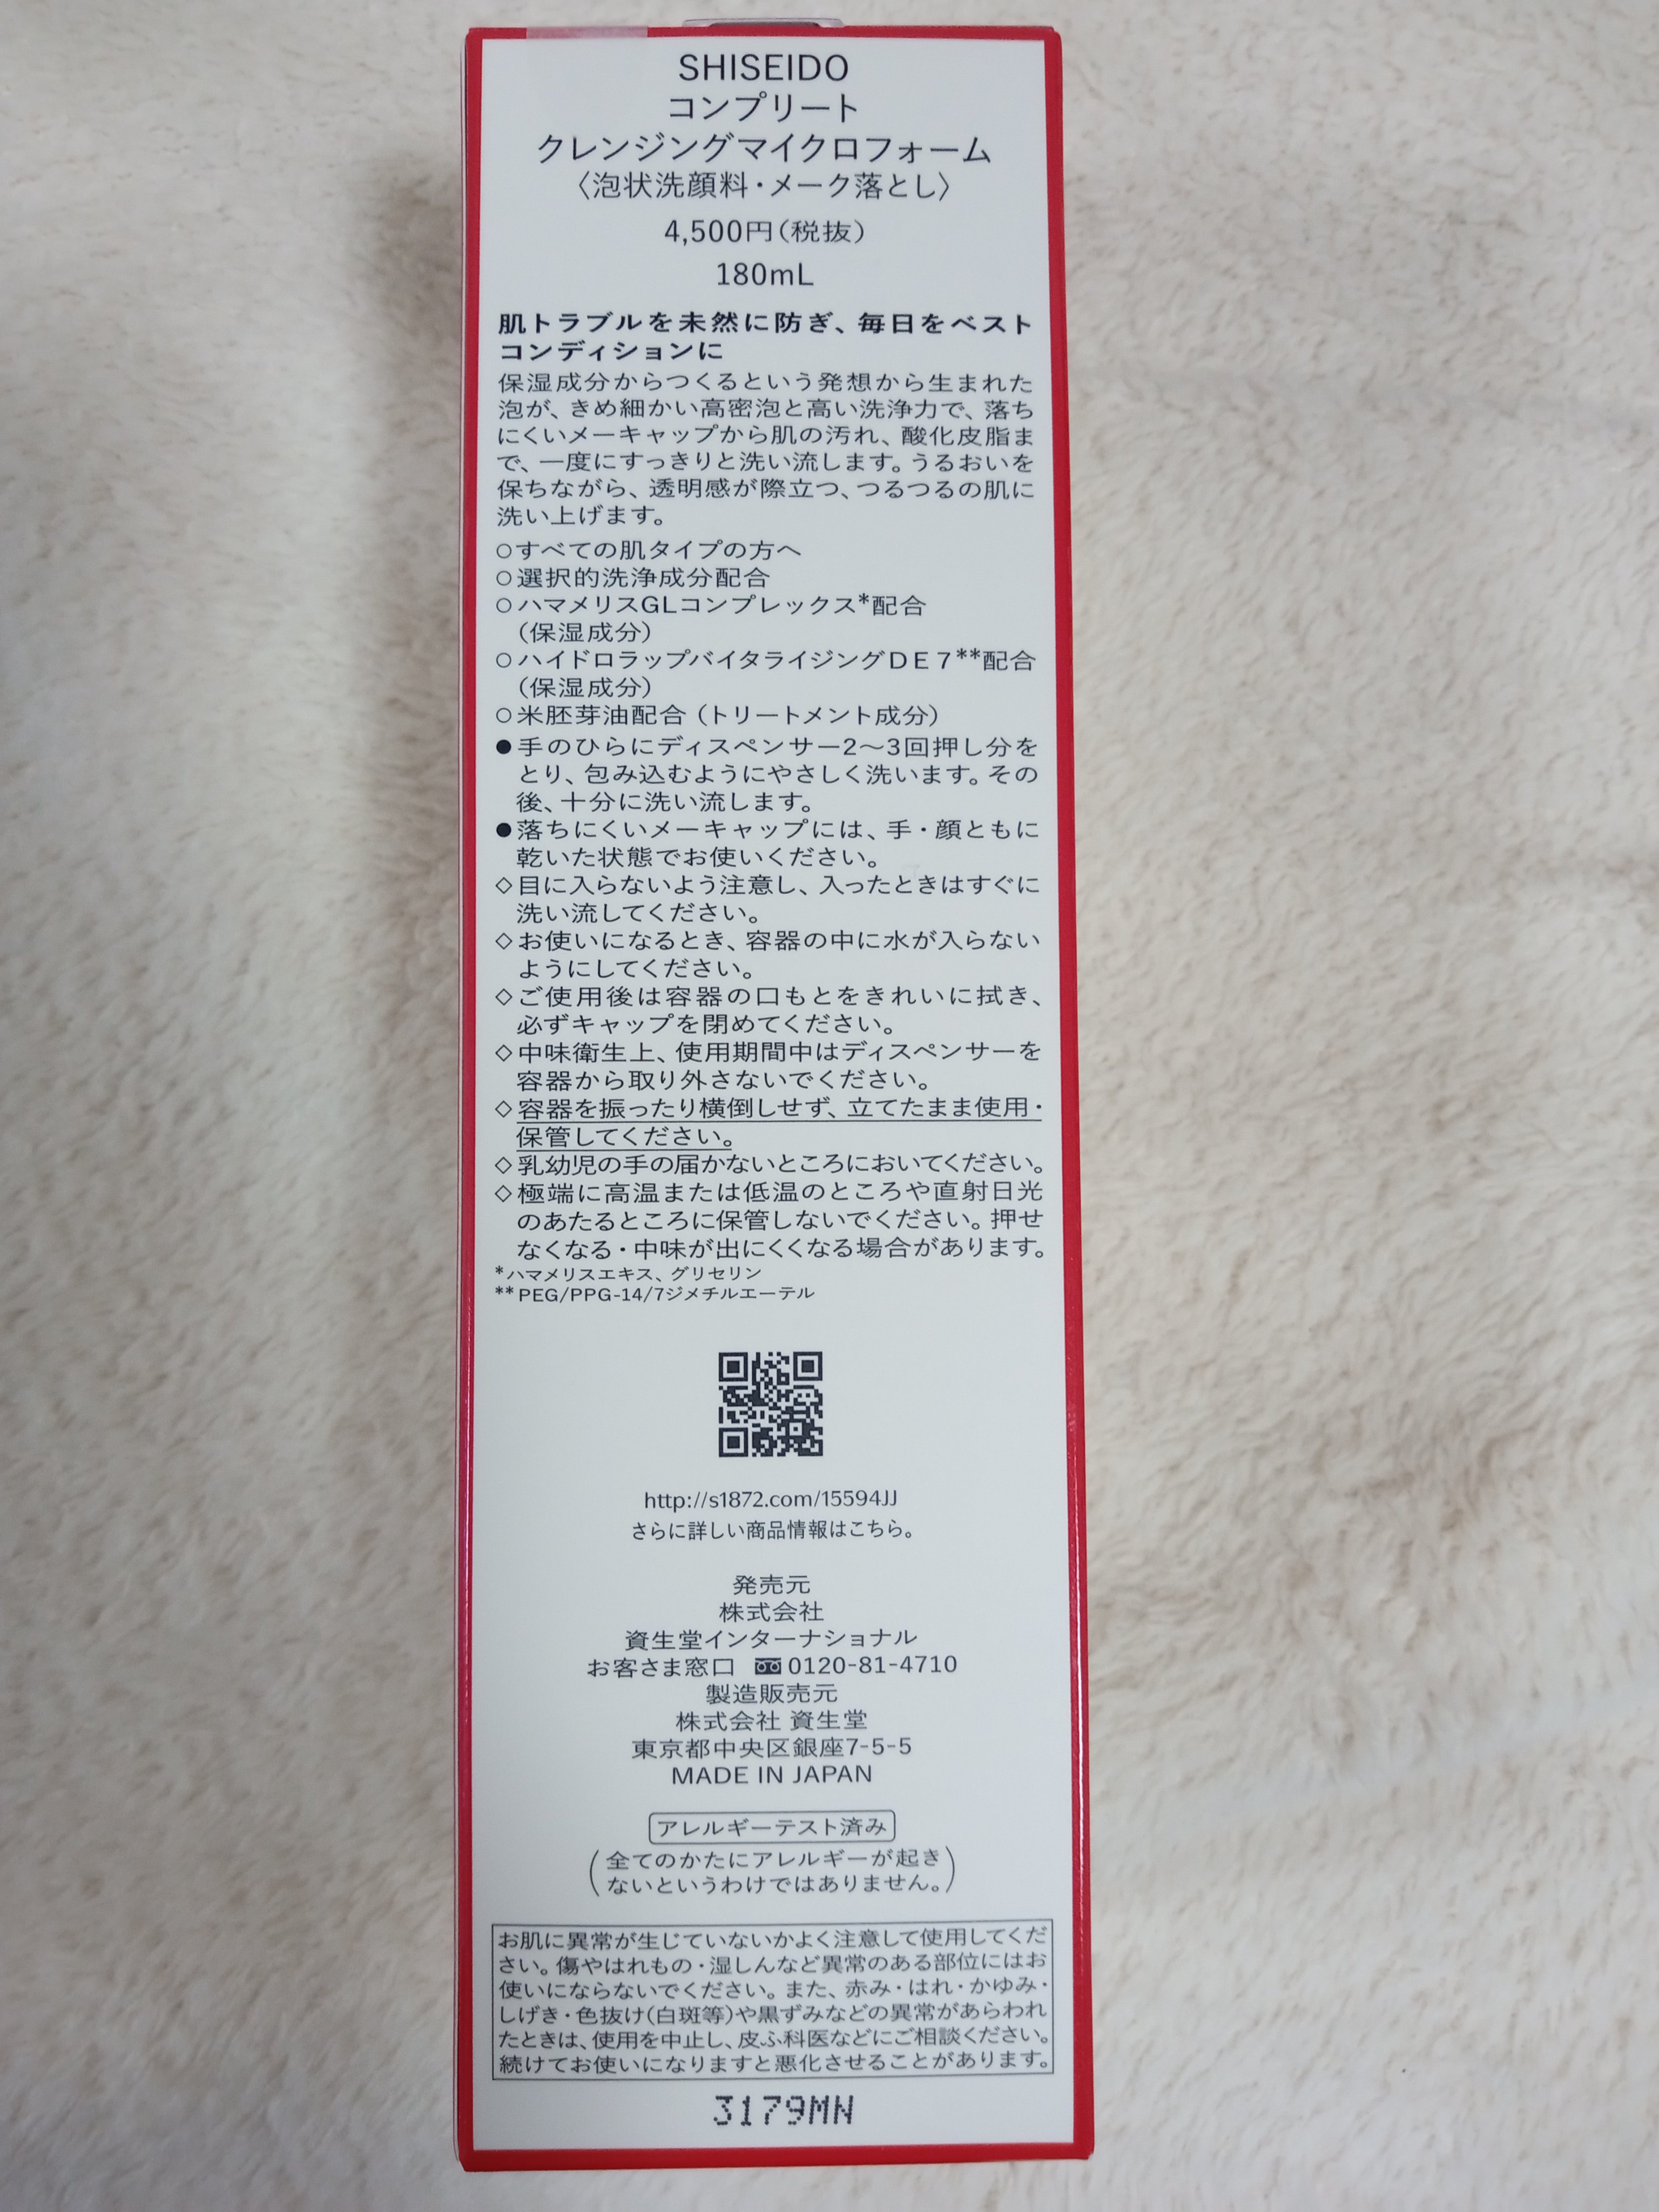 SHISEIDO
コンプリート
クレンジングマイクロフォーム
〈泡状洗顔料・メーク落とし〉
4,500円(税抜)
180mL
肌トラブルを未然に防ぎ、毎日をベスト
コンディションに
保湿成分からつくるという発想から生まれた
泡が、きめ細かい高密泡と高い洗浄力で、落ち
にくいメーキャップから肌の汚れ、酸化皮脂ま
で、一度にすっきりと洗い流します。うるおいを
保ちながら、透明感が際立つ、つるつるの肌に
洗い上げます。
○すべての肌タイプの方へ
○選択的洗浄成分配合
○ハマメリスGLコンプレックス*配合
(保湿成分)
○ハイドロラップバイタライジングDE7**配合
(保湿成分)
○米胚芽油配合(トリートメント成分)
●手のひらにディスペンサー2～3回押し分を
とり、包み込むようにやさしく洗います。その
後、十分に洗い流します。
●落ちにくいメーキャップには、手・顔ともに
乾いた状態でお使いください。
◇目に入らないよう注意し、入ったときはすぐに
洗い流してください。
◇お使いになるとき、容器の中に水が入らない
ようにしてください。
◇ご使用後は容器の口もとをきれいに拭き、
必ずキャップを閉めてください。
◇中味衛生上、使用期間中はディスペンサーを
容器から取り外さないでください。
◇容器を振ったり横倒しせず、立てたまま使用・
保管してください。
◇乳幼児の手の届かないところにおいてください。
◇極端に高温または低温のところや直射日光
のあたるところに保管しないでください。押せ
なくなる・中味が出にくくなる場合があります。
*ハマメリスエキス、グリセリン
**PEG/PPG-14/7ジメチルエーテル
http://s1872.com/15594JJ
さらに詳しい商品情報はこちら。
発売元
株式会社
資生堂インターナショナル
お客さま窓口 0120-81-4710
製造販売元
株式会社 資生堂
東京都中央区銀座7-5-5
MADE IN JAPAN
アレルギーテスト済み
(全てのかたにアレルギーが起き
ないというわけではありません。)
お肌に異常が生じていないかよく注意して使用してくだ
さい。傷やはれもの・湿しんなど異常のある部位にはお
使いにならないでください。また、赤み・はれ・かゆみ・
しげき・色抜け(白斑等)や黒ずみなどの異常があらわれ
たときは、使用を中止し、皮ふ科医などにご相談ください。
続けてお使いになりますと悪化させることがあります。
3179MN